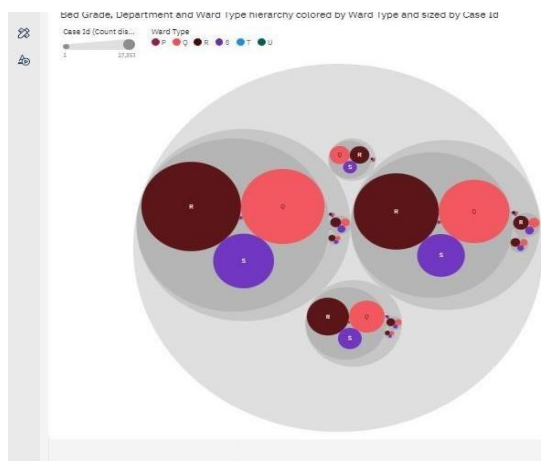 Bed Grade, Department and Ward Type hierarchy colored by Ward Type and sized by Case Id
Case Id (Count dis... Ward Type
P Q R S T U
1 27,353
Q R
S
R Q R Q R
S S
R Q
S